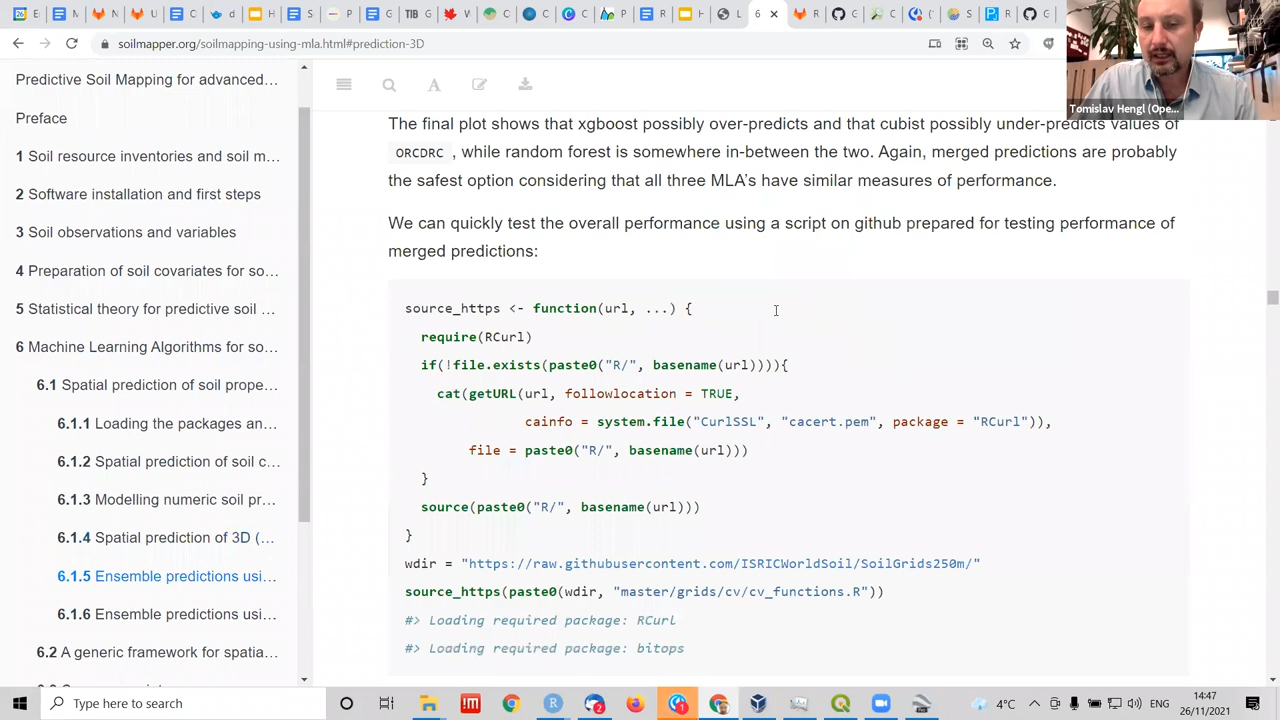 soilmapper.org/soilmapping-using-mla.html#prediction-3D
Tomislav Hengl (Ope...
Predictive Soil Mapping for advanced...
Preface
1 Soil resource inventories and soil m...
2 Software installation and first steps
3 Soil observations and variables
4 Preparation of soil covariates for so...
5 Statistical theory for predictive soil ...
6 Machine Learning Algorithms for so...
6.1 Spatial prediction of soil prope...
6.1.1 Loading the packages an...
6.1.2 Spatial prediction of soil c...
6.1.3 Modelling numeric soil pr...
6.1.4 Spatial prediction of 3D (...
6.1.5 Ensemble predictions usi...
6.1.6 Ensemble predictions usi...
6.2 A generic framework for spatia...
The final plot shows that xgboost possibly over-predicts and that cubist possibly under-predicts values of
ORCDRC , while random forest is somewhere in-between the two. Again, merged predictions are probably
the safest option considering that all three MLA's have similar measures of performance.
We can quickly test the overall performance using a script on github prepared for testing performance of
merged predictions:
source_https <- function(url, ...) {
require(RCurl)
if(!file.exists(paste0("R/", basename(url)))){
cat(getURL(url, followlocation = TRUE,
cainfo = system.file("CurlSSL", "cacert.pem", package = "RCurl")),
file = paste0("R/", basename(url)))
}
source(paste0("R/", basename(url)))
}
wdir = "https://raw.githubusercontent.com/ISRICWorldSoil/SoilGrids250m/"
source_https(paste0(wdir, "master/grids/cv/cv_functions.R"))
#> Loading required package: RCurl
#> Loading required package: bitops
Type here to search
4°C
ENG
14:47
26/11/2021